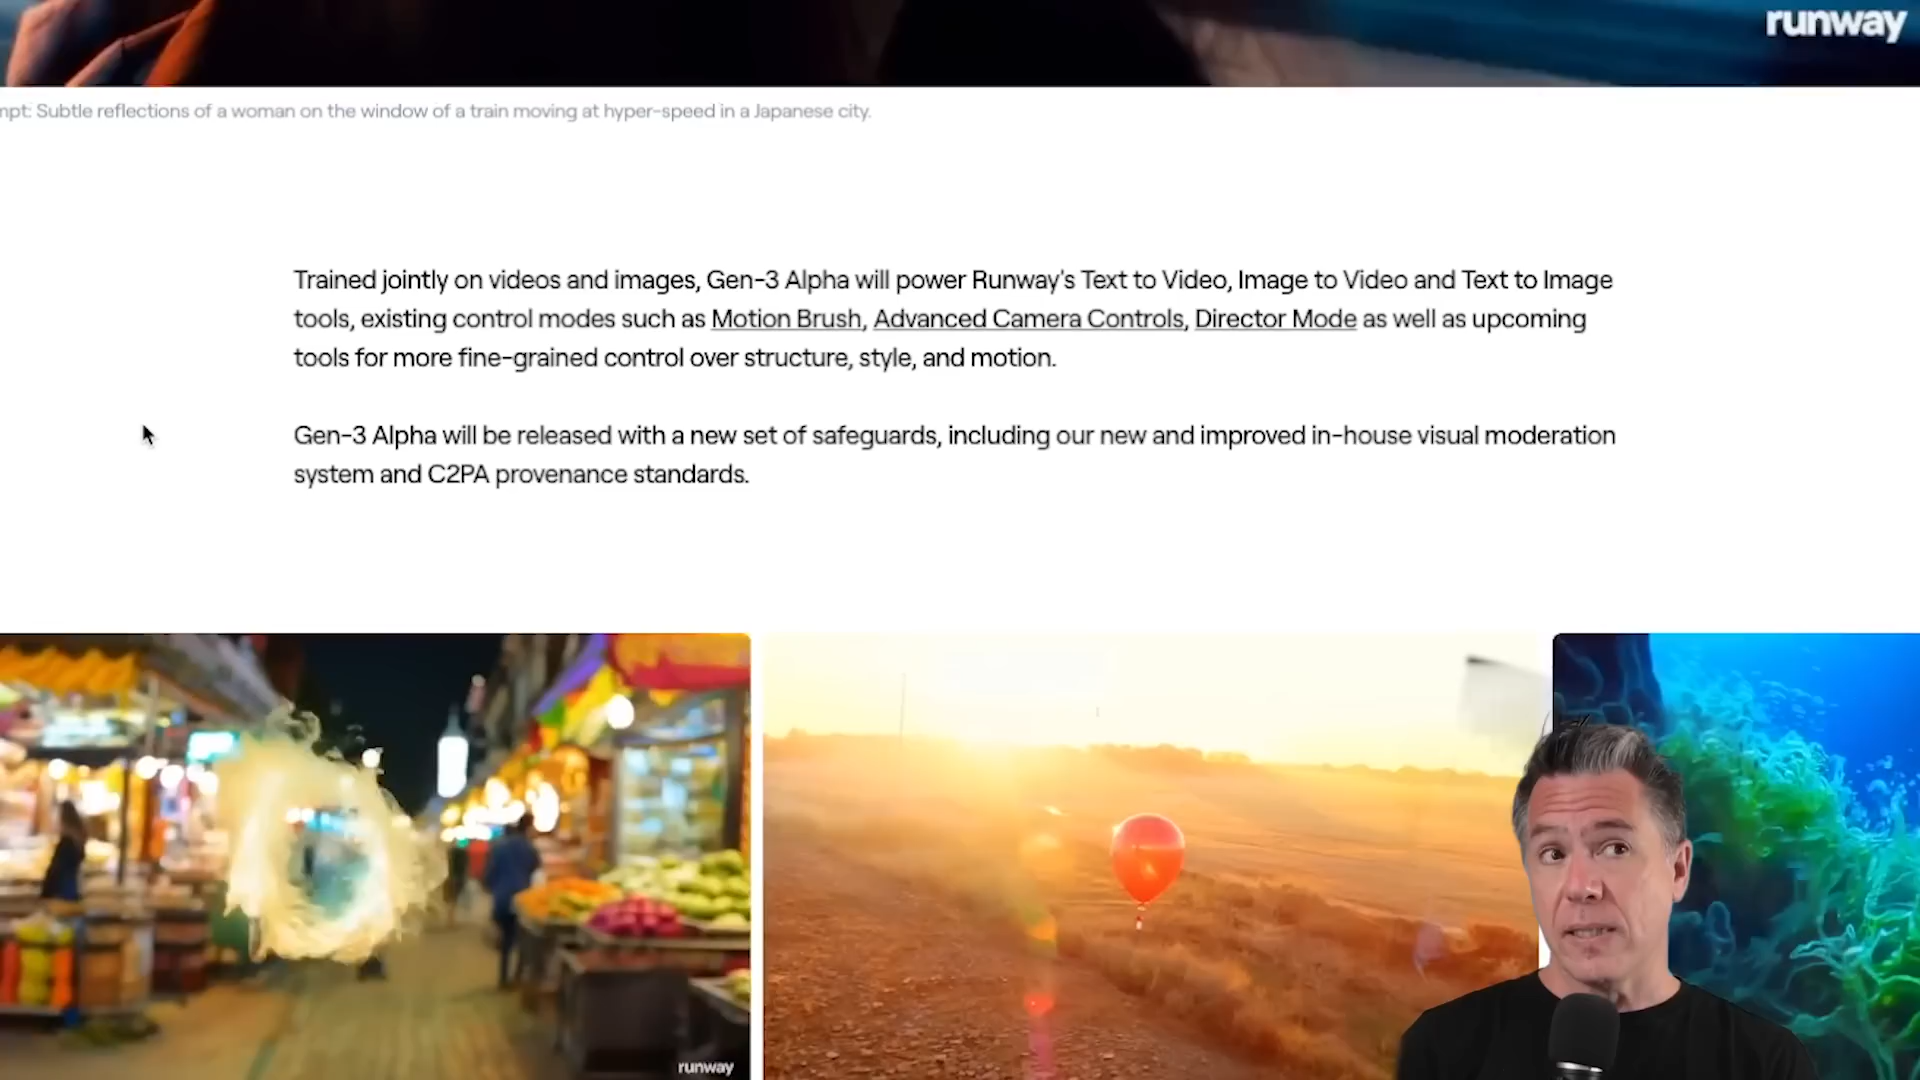 runway
mpt: Subtle reflections of a woman on the window of a train moving at hyper-speed in a Japanese city.
Trained jointly on videos and images, Gen-3 Alpha will power Runway's Text to Video, Image to Video and Text to Image
tools, existing control modes such as Motion Brush, Advanced Camera Controls, Director Mode as well as upcoming
tools for more fine-grained control over structure, style, and motion.
Gen-3 Alpha will be released with a new set of safeguards, including our new and improved in-house visual moderation
system and C2PA provenance standards.
runway